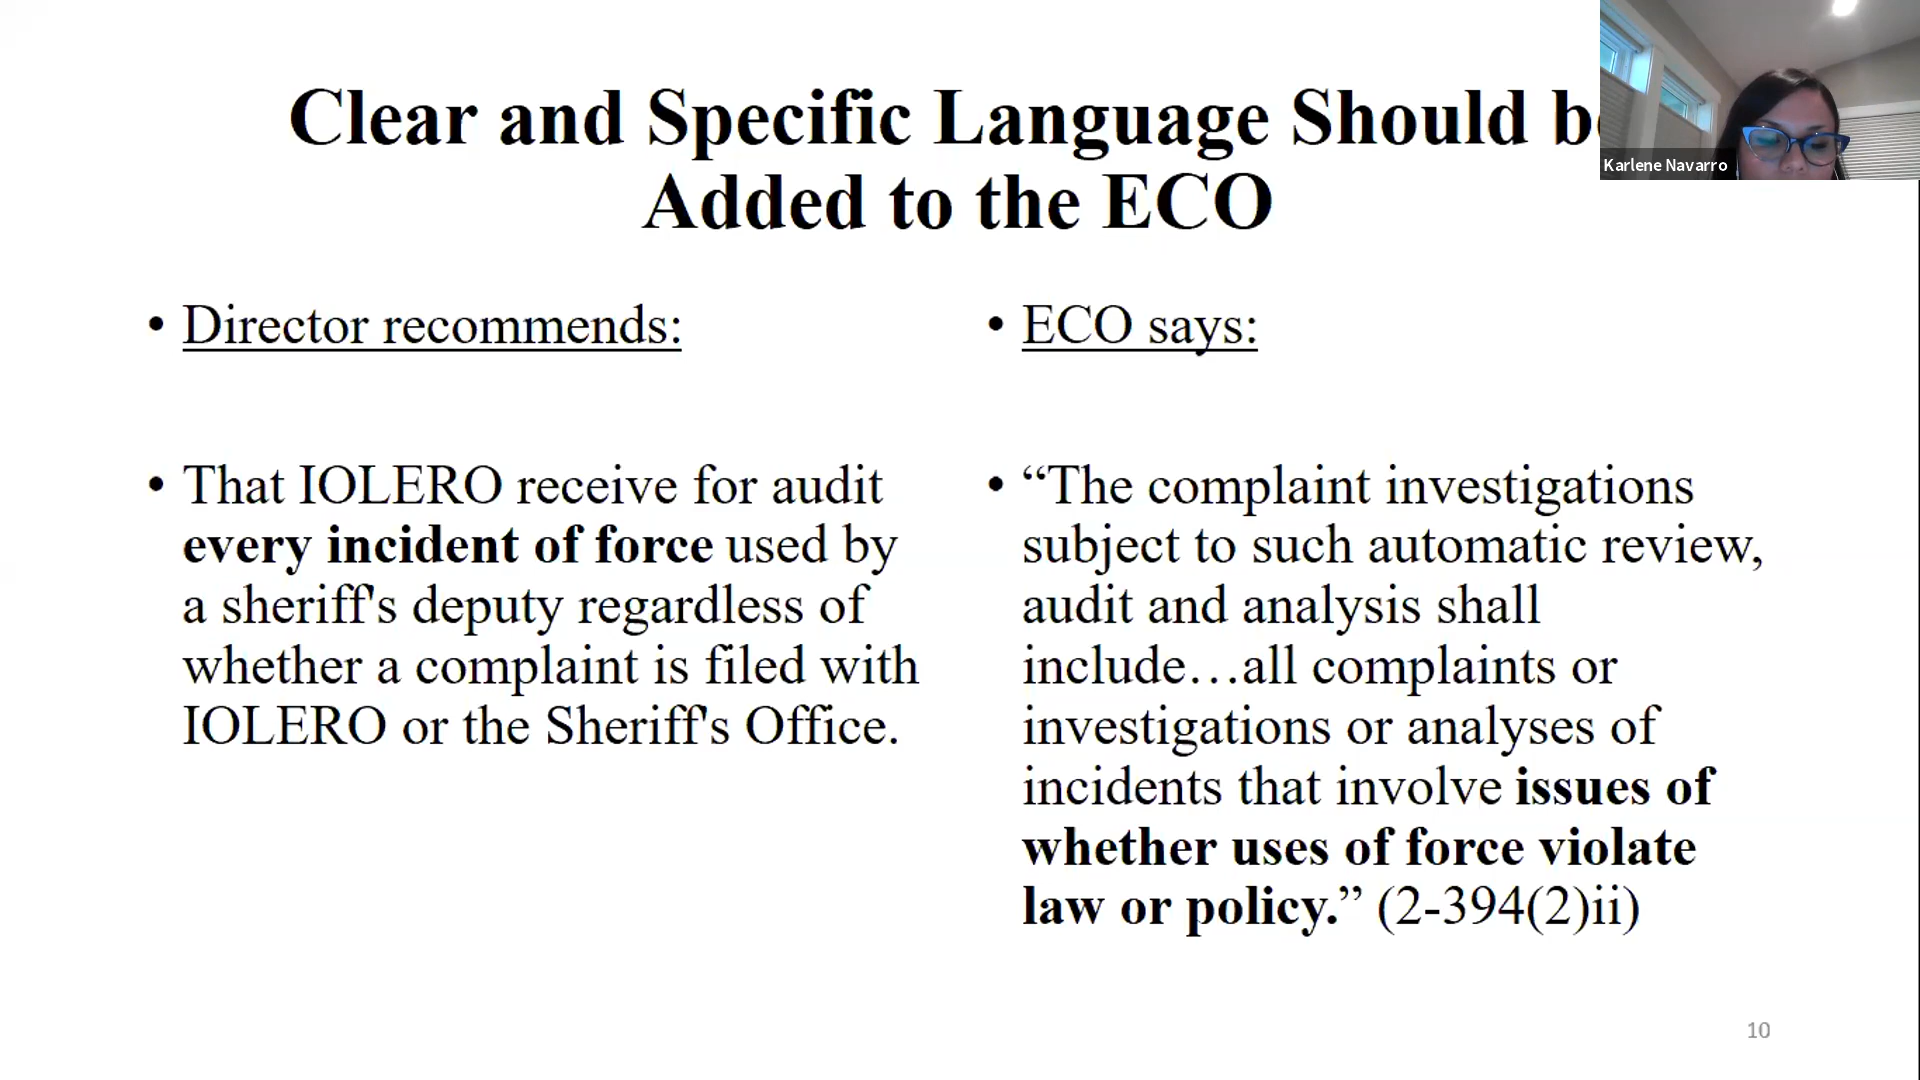 Clear and Specific Language Should b
Added to the ECO
Karlene Navarro
• Director recommends:
• That IOLERO receive for audit
every incident of force used by
a sheriff's deputy regardless of
whether a complaint is filed with
IOLERO or the Sheriff's Office.
• ECO says:
• “The complaint investigations
subject to such automatic review,
audit and analysis shall
include…all complaints or
investigations or analyses of
incidents that involve issues of
whether uses of force violate
law or policy.” (2-394(2)ii)
10